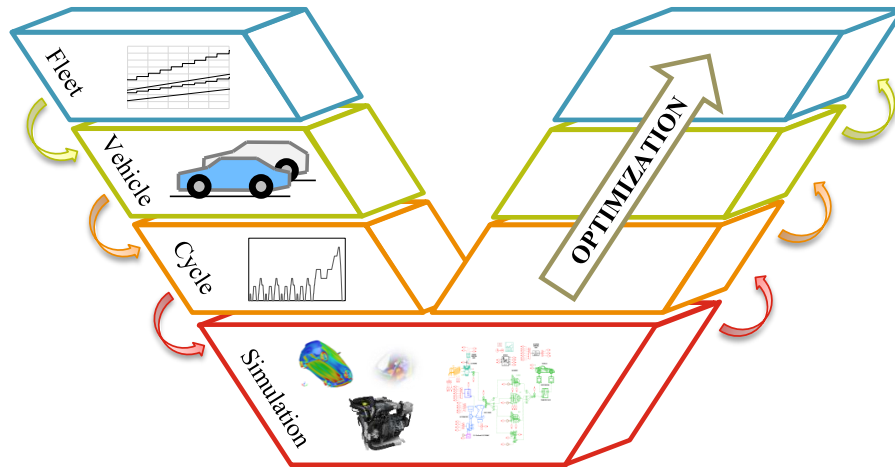 Fleet
Vehicle
Cycle
Simulation
OPTIMIZATION